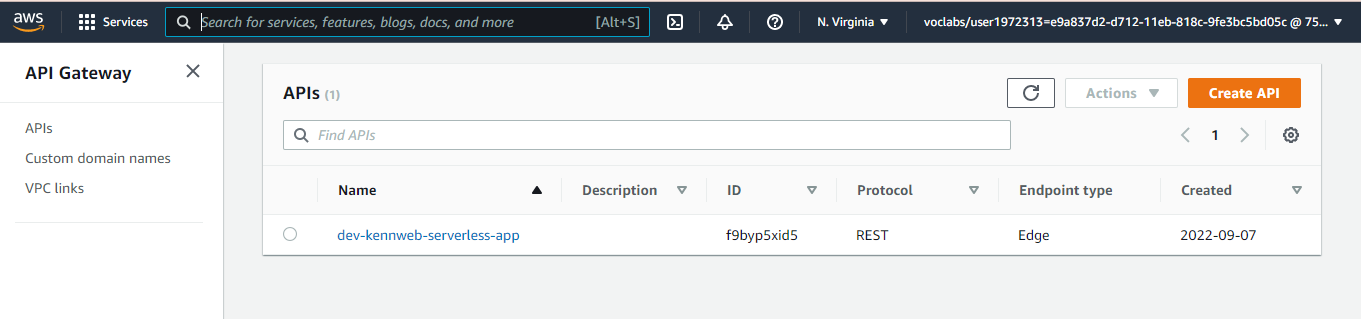 aws
Services
Search for services, features, blogs, docs, and more
[Alt+S]
N. Virginia
voclabs/user1972313=e9a837d2-d712-11eb-818c-9fe3bc5bd05c @ 75...
API Gateway
APIs
Custom domain names
VPC links
APIs (1)
Actions
Create API
Find APIs
1
Name Description ID Protocol Endpoint type Created
dev-kennweb-serverless-app f9byp5xid5 REST Edge 2022-09-07